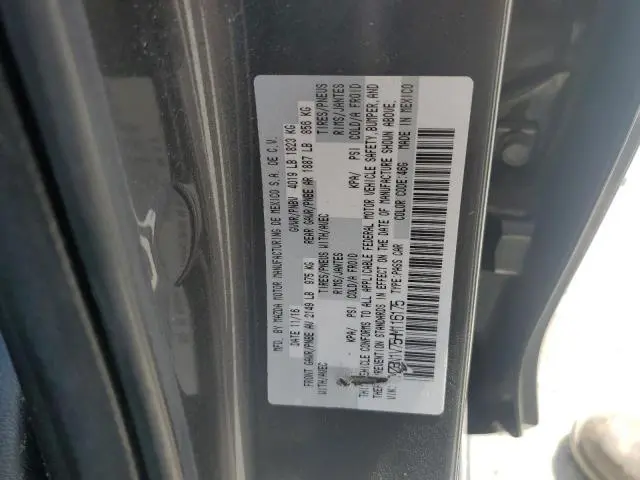 MFD. BY MAZDA MOTOR MANUFACTURING DE MEXICO S.A. DE C.V.
DATE 11/16 GVWR/PNBV 4019 LB 1823 KG
FRONT GAWR/PNBE AV 2149 LB 975 KG REAR GAWR/PNBE AR 1887 LB 856 KG
WITH/AVEC TIRES/PNEUS WITH/AVEC TIRES/PNEUS
RIMS/JANTES RIMS/JANTES
KPA/ PSI COLD/A FROID KPA/ PSI COLD/A FROID
THIS VEHICLE CONFORMS TO ALL APPLICABLE FEDERAL MOTOR VEHICLE SAFETY, BUMPER, AND
THEFT PREVENTION STANDARDS IN EFFECT ON THE DATE OF MANUFACTURE SHOWN ABOVE.
COLOR CODE:46G MADE IN MEXICO
TYPE:PASS CAR